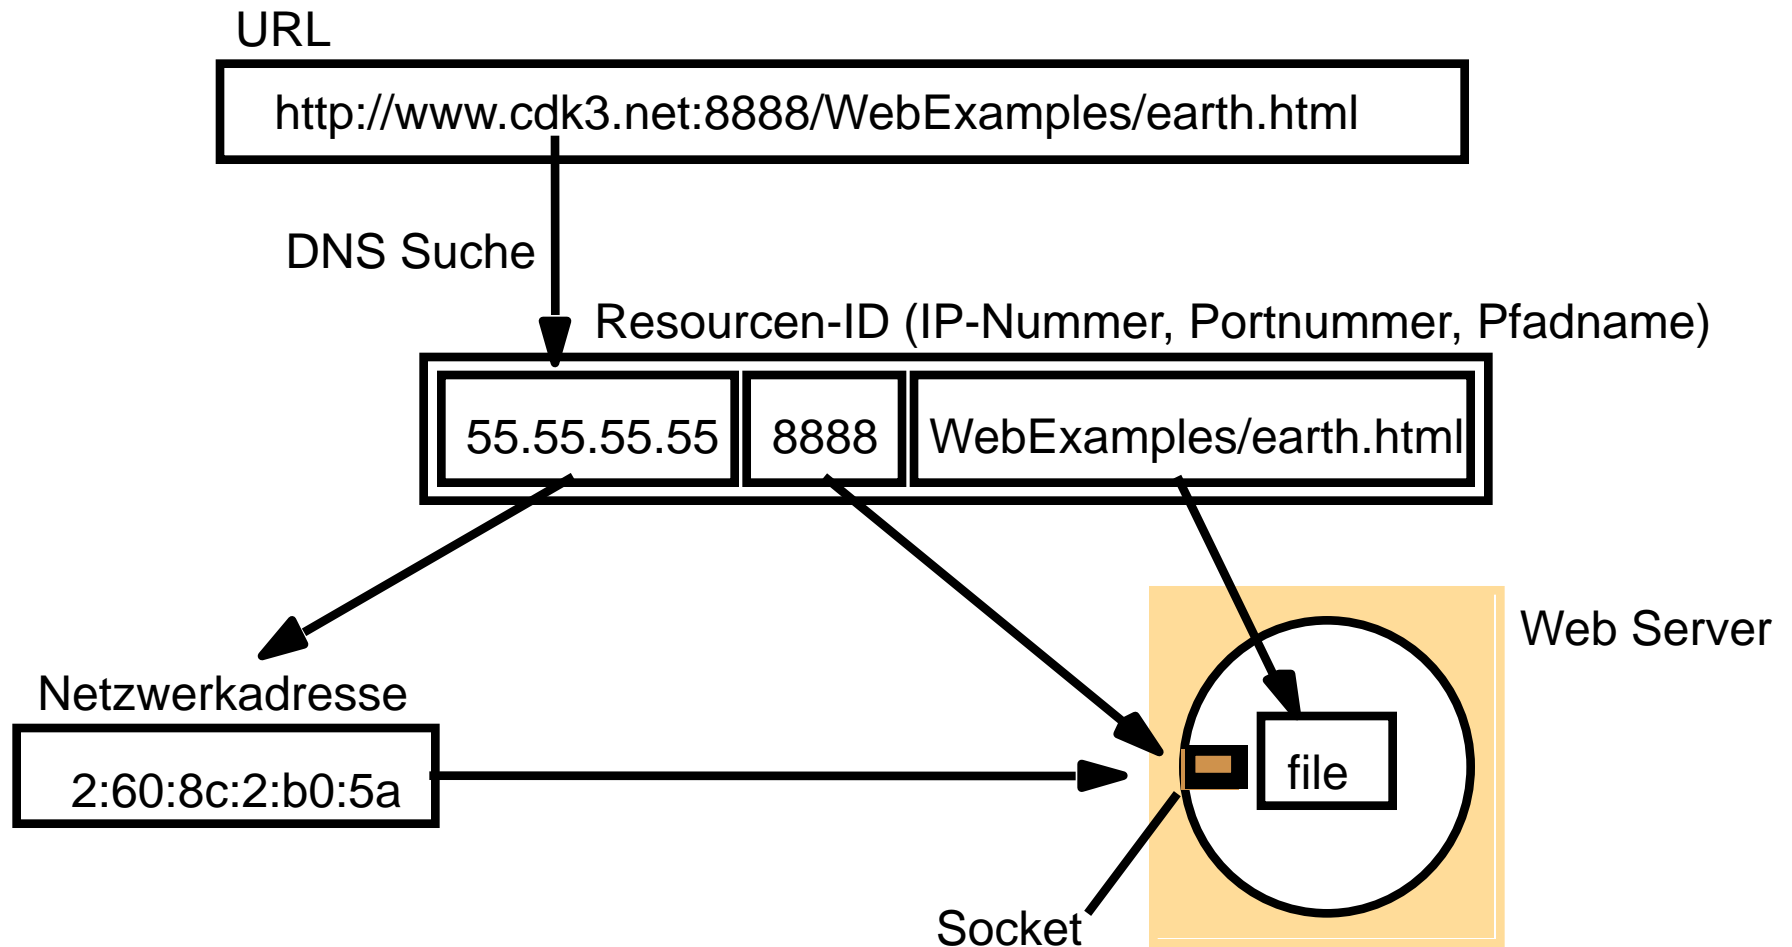 URL
http://www.cdk3.net:8888/WebExamples/earth.html
DNS Suche
Resourcen-ID (IP-Nummer, Portnummer, Pfadname)
55.55.55.55
8888
WebExamples/earth.html
Web Server
Netzwerkadresse
2:60:8c:2:b0:5a
file
Socket